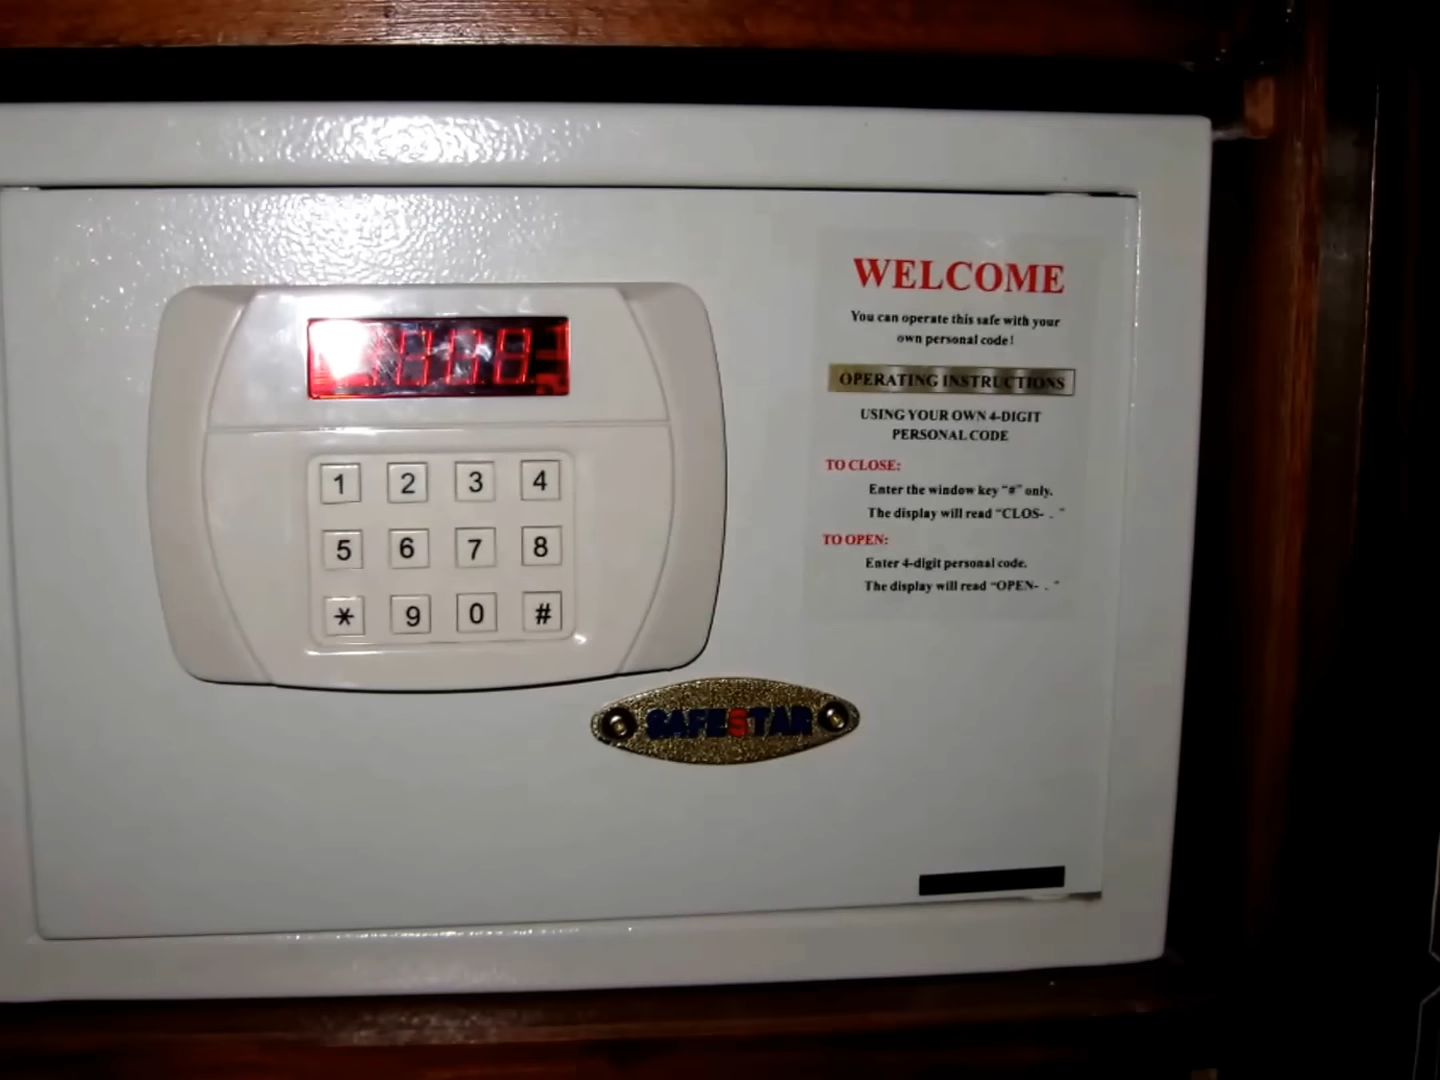 WELCOME
You can operate this safe with your
own personal code!
OPERATING INSTRUCTIONS
USING YOUR OWN 4-DIGIT
PERSONAL CODE
TO CLOSE:
Enter the window key "#" only.
The display will read "CLOS- . "
TO OPEN:
Enter 4-digit personal code.
The display will read "OPEN- . "
1 2 3 4
5 6 7 8
* 9 0 #
SAFESTAR